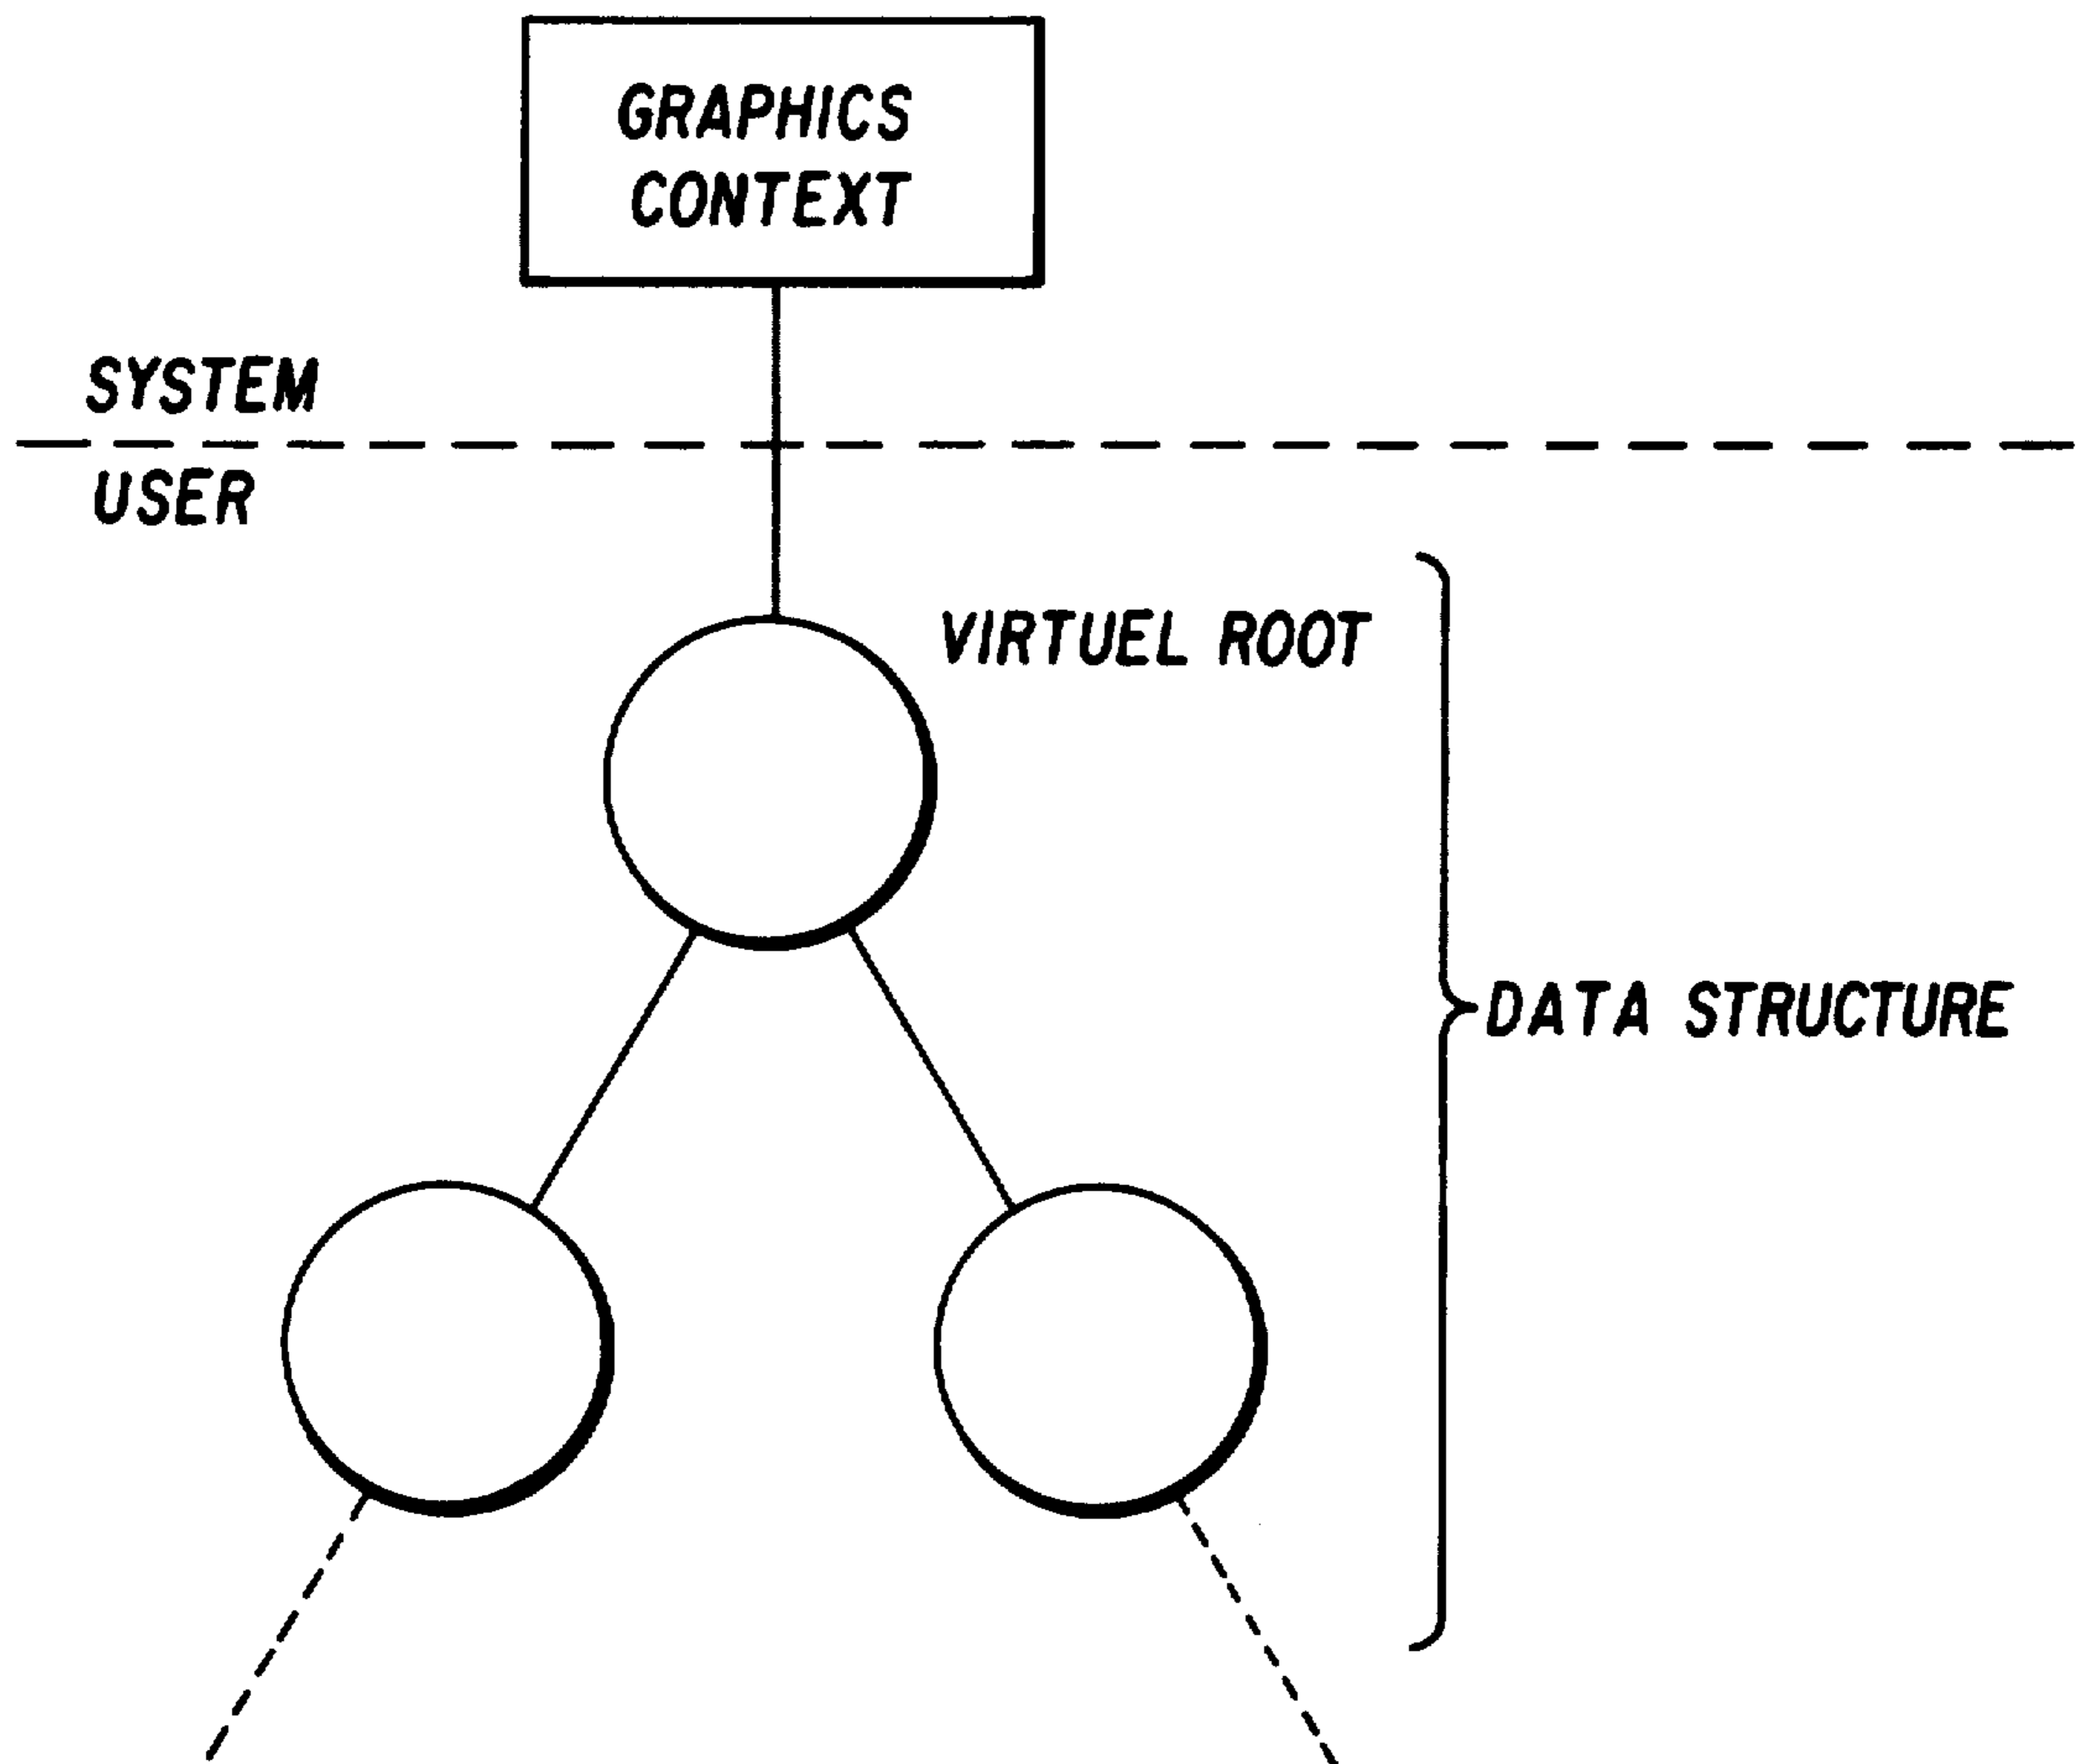 GRAPHICS
CONTEXT
SYSTEM
USER
VIRTUEL ROOT
DATA STRUCTURE